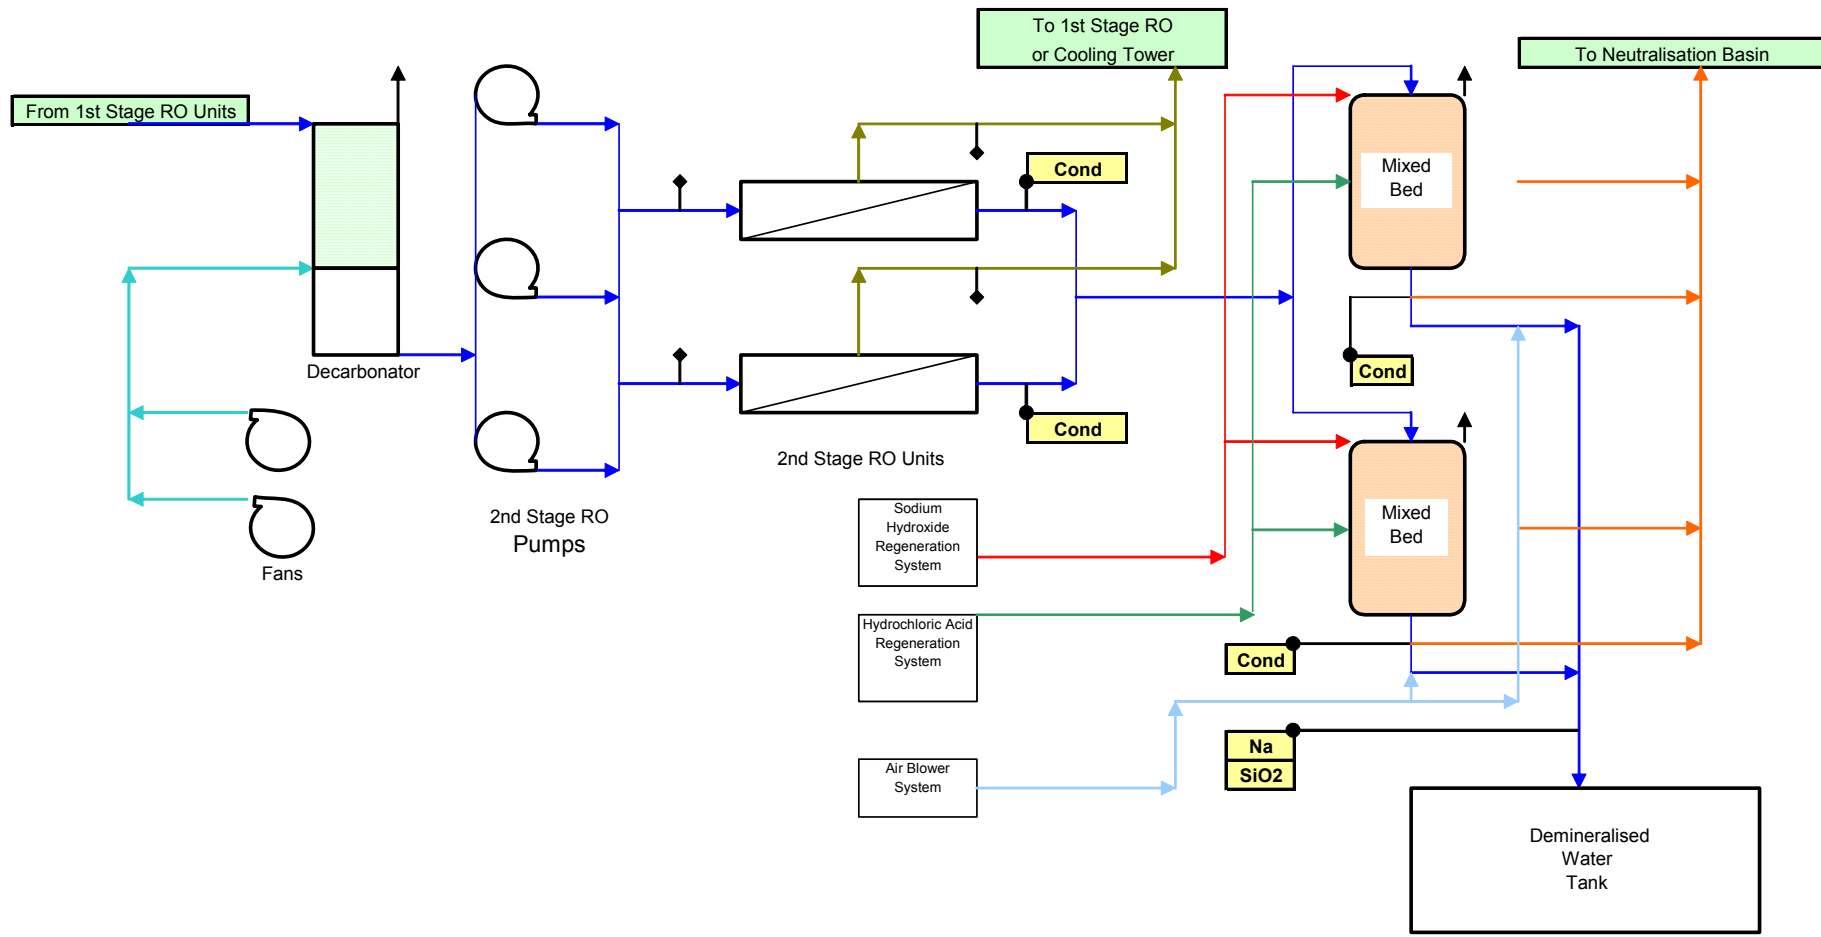 To 1st Stage RO
or Cooling Tower
To Neutralisation Basin
From 1st Stage RO Units
Cond
Mixed
Bed
Decarbonator
Cond
Cond
2nd Stage RO Units
Mixed
Bed
2nd Stage RO
Pumps
Fans
Sodium
Hydroxide
Regeneration
System
Hydrochloric Acid
Regeneration
System
Cond
Na
SiO2
Air Blower
System
Demineralised
Water
Tank